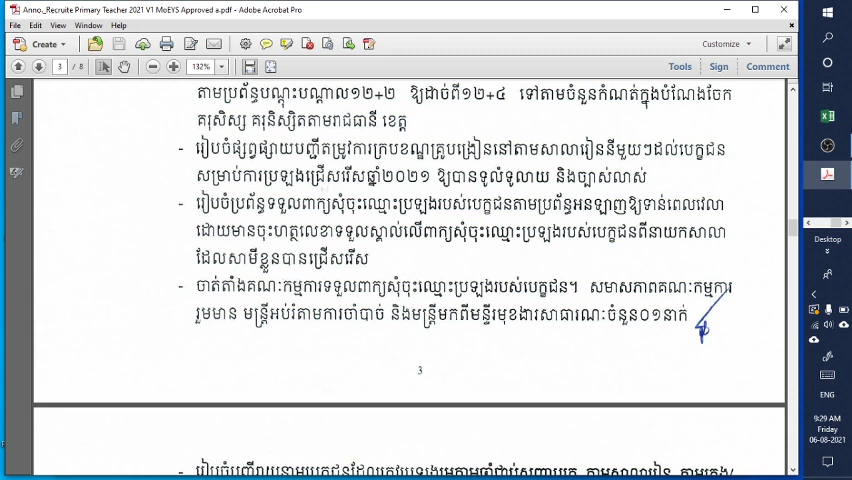 Anno._Recruite Primary Teacher 2021 V1 MoEYS Approved a.pdf - Adobe Acrobat Pro
File Edit View Window Help
Create
Customize
3 / 8
132%
Tools Sign Comment
តាមប្រព័ន្ធបណ្តុះបណ្តាល១២+២ ឱ្យដាច់ពី១២+៤ ទៅតាមចំនួនកំណត់ក្នុងបំណែងចែក
គរុសិស្ស គរុនិស្សិតតាមរាជធានី ខេត្ត
- រៀបចំផ្សព្វផ្សាយបញ្ជីតម្រូវការក្របខណ្ឌគ្រូបង្រៀននៅតាមសាលារៀននីមួយៗដល់បេក្ខជន
សម្រាប់ការប្រឡងជ្រើសរើសឆ្នាំ២០២១ ឱ្យបានទូលំទូលាយ និងច្បាស់លាស់
- រៀបចំប្រព័ន្ធទទួលពាក្យសុំចុះឈ្មោះប្រឡងរបស់បេក្ខជនតាមប្រព័ន្ធអនឡាញឱ្យទាន់ពេលវេលា
ដោយមានចុះហត្ថលេខាទទួលស្គាល់លើពាក្យសុំចុះឈ្មោះប្រឡងរបស់បេក្ខជនពីនាយកសាលា
ដែលសាមីខ្លួនបានជ្រើសរើស
- ចាត់តាំងគណៈកម្មការទទួលពាក្យសុំចុះឈ្មោះប្រឡងរបស់បេក្ខជន។ សមាសភាពគណៈកម្មការ
រួមមាន មន្ត្រីអប់រំតាមការចាំបាច់ និងមន្ត្រីមកពីមន្ទីរមុខងារសាធារណៈចំនួន០១នាក់
3
Desktop
ENG
9:29 AM
Friday
06-08-2021